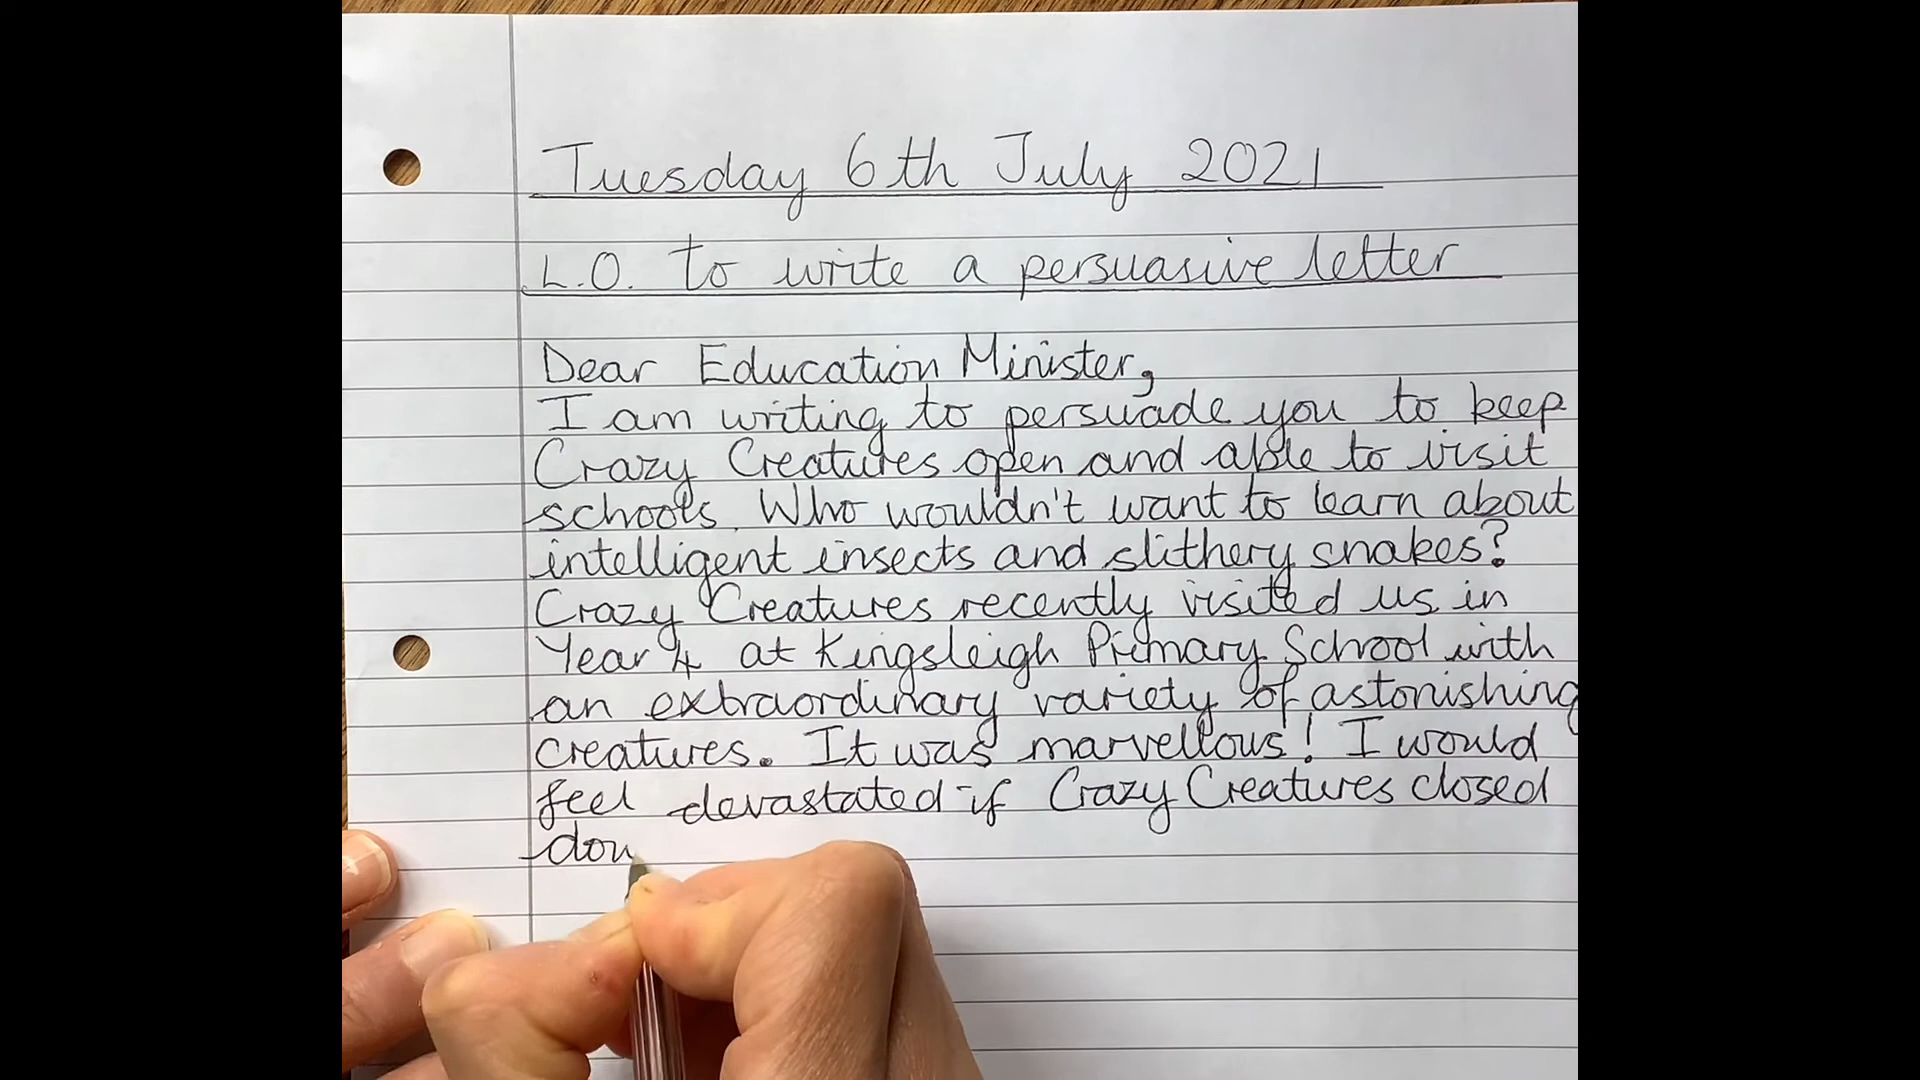 Tuesday 6th July 2021
L.O. to write a persuasive letter
Dear Education Minister,
I am writing to persuade you to keep
Crazy Creatures open and able to visit
schools. Who wouldn't want to learn about
intelligent insects and slithery snakes?
Crazy Creatures recently visited us in
Year 4 at Kingsleigh Primary School with
an extraordinary variety of astonishing
creatures. It was marvellous! I would
feel devastated if Crazy Creatures closed
dow